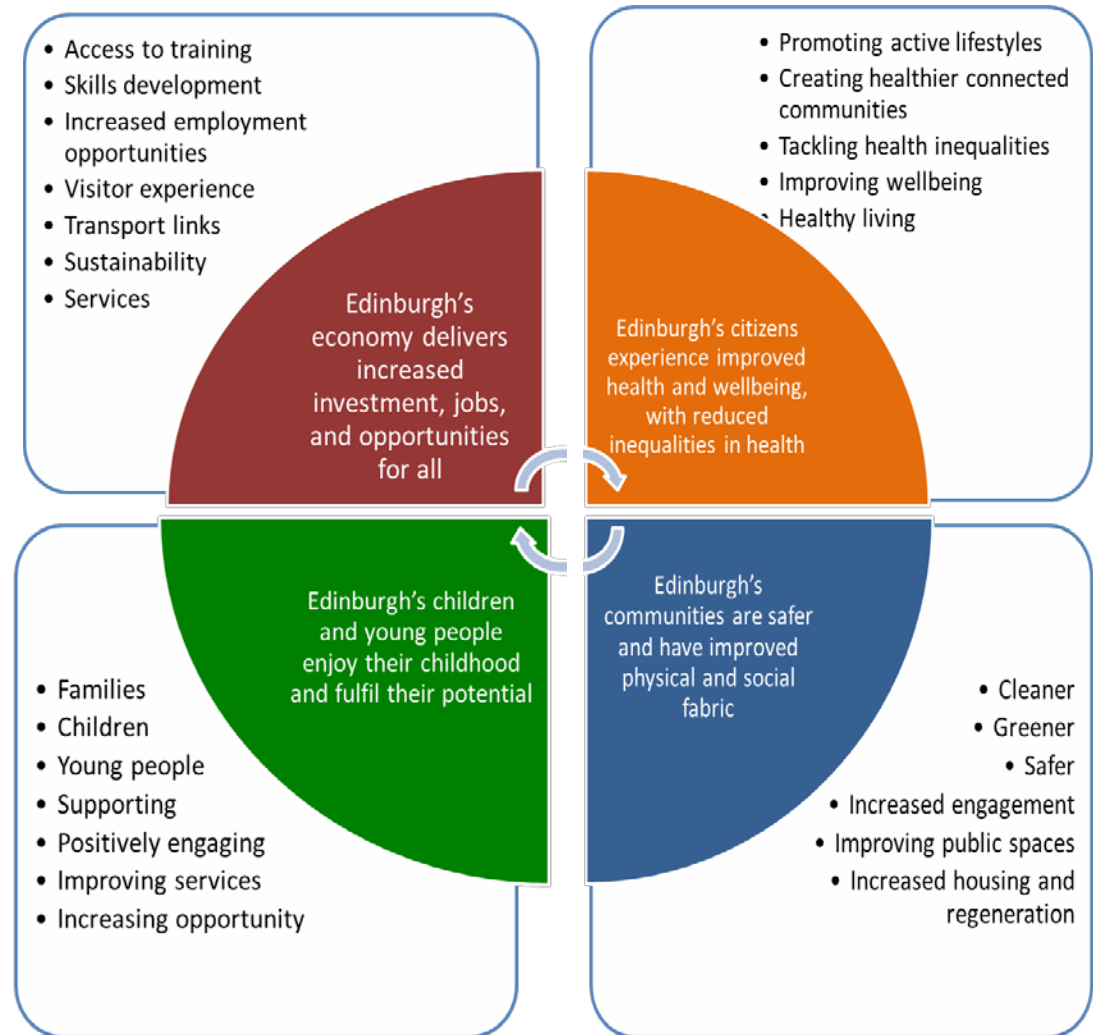 • Access to training
• Skills development
• Increased employment
opportunities
• Visitor experience
• Transport links
• Sustainability
• Services
Edinburgh’s
economy delivers
increased
investment, jobs,
and opportunities
for all
• Promoting active lifestyles
• Creating healthier connected
communities
• Tackling health inequalities
• Improving wellbeing
• Healthy living
Edinburgh’s citizens
experience improved
health and wellbeing,
with reduced
inequalities in health
Edinburgh’s children
and young people
enjoy their childhood
and fulfil their potential
• Families
• Children
• Young people
• Supporting
• Positively engaging
• Improving services
• Increasing opportunity
Edinburgh’s
communities are safer
and have improved
physical and social
fabric
• Cleaner
• Greener
• Safer
• Increased engagement
• Improving public spaces
• Increased housing and
regeneration